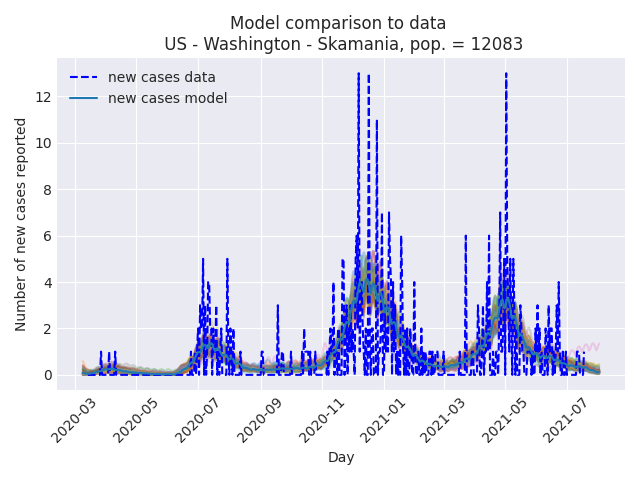 Model comparison to data
US - Washington - Skamania, pop. = 12083
new cases data
new cases model
Number of new cases reported
12
10
8
6
4
2
0
2020-03
2020-05
2020-07
2020-09
2020-11
2021-01
2021-03
2021-05
2021-07
Day